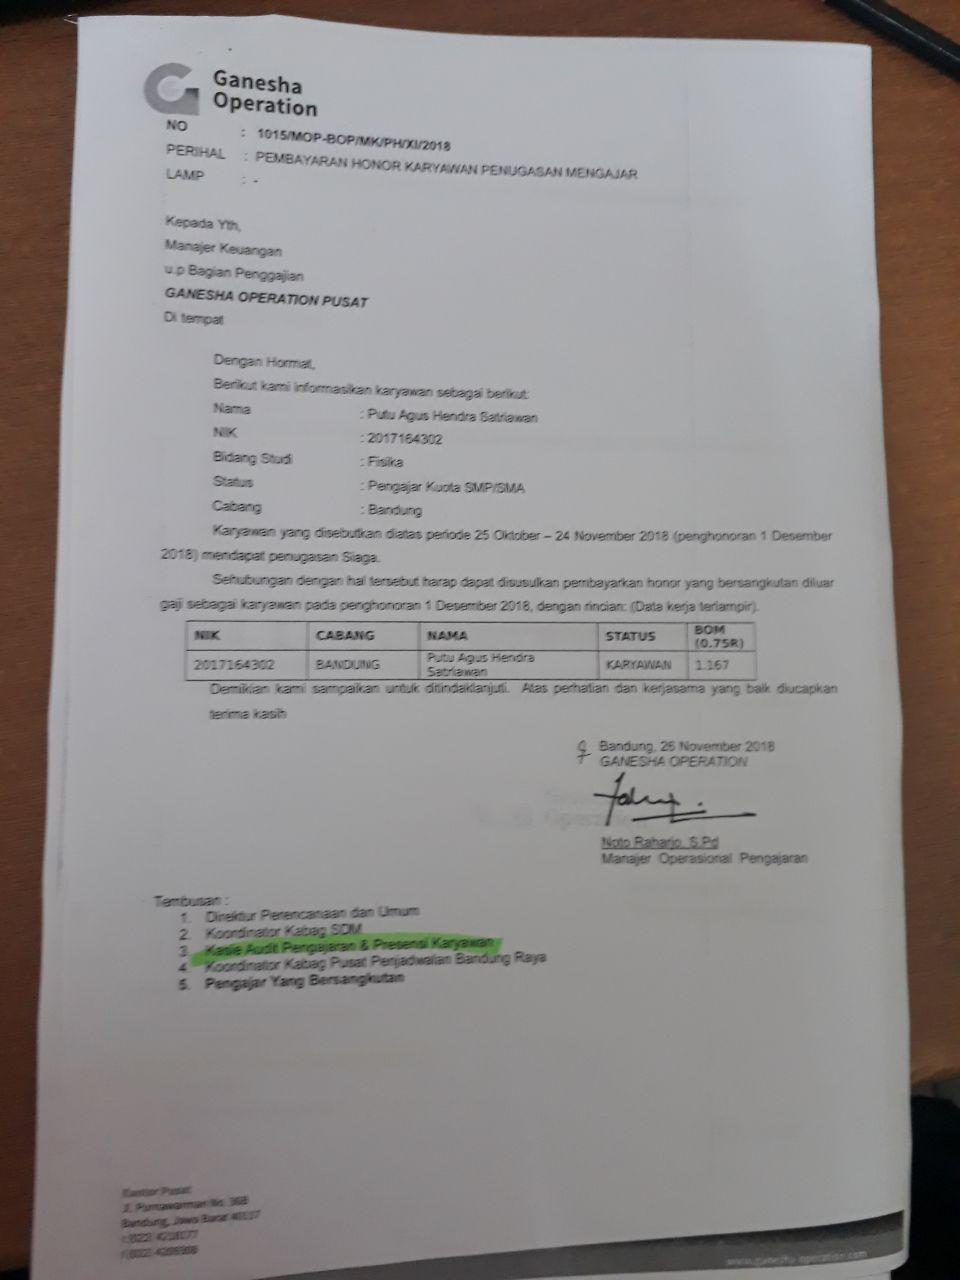 Ganesha
Operation
NO : 1015/MOP-BOP/MK/PH/XI/2018
PERIHAL : PEMBAYARAN HONOR KARYAWAN PENUGASAN MENGAJAR
LAMP : -
Kepada Yth,
Manajer Keuangan
u.p Bagian Penggajian
GANESHA OPERATION PUSAT
Di tempat
Dengan Hormat,
Berikut kami informasikan karyawan sebagai berikut:
Nama : Putu Agus Hendra Satriawan
NIK : 2017164302
Bidang Studi : Fisika
Status : Pengajar Kuota SMP/SMA
Cabang : Bandung
Karyawan yang disebutkan diatas periode 25 Oktober – 24 November 2018 (penghonoran 1 Desember
2018) mendapat penugasan Siaga.
Sehubungan dengan hal tersebut harap dapat disusulkan pembayarkan honor yang bersangkutan diluar
gaji sebagai karyawan pada penghonoran 1 Desember 2018, dengan rincian: (Data kerja terlampir).
NIK CABANG NAMA STATUS BOM (0.75R)
2017164302 BANDUNG Putu Agus Hendra Satriawan KARYAWAN 1.167
Demikian kami sampaikan untuk ditindaklanjuti. Atas perhatian dan kerjasama yang baik diucapkan
terima kasih
Bandung, 26 November 2018
GANESHA OPERATION
Noto Raharjo, S.Pd
Manajer Operasional Pengajaran
Tembusan :
1. Direktur Perencanaan dan Umum
2. Koordinator Kabag SDM
3. Kasie Audit Pengajaran & Presensi Karyawan
4. Koordinator Kabag Pusat Penjadwalan Bandung Raya
5. Pengajar Yang Bersangkutan
Kantor Pusat
Jl. Purnawarman No. 36B
Bandung, Jawa Barat 40117
www.ganesha-operation.com